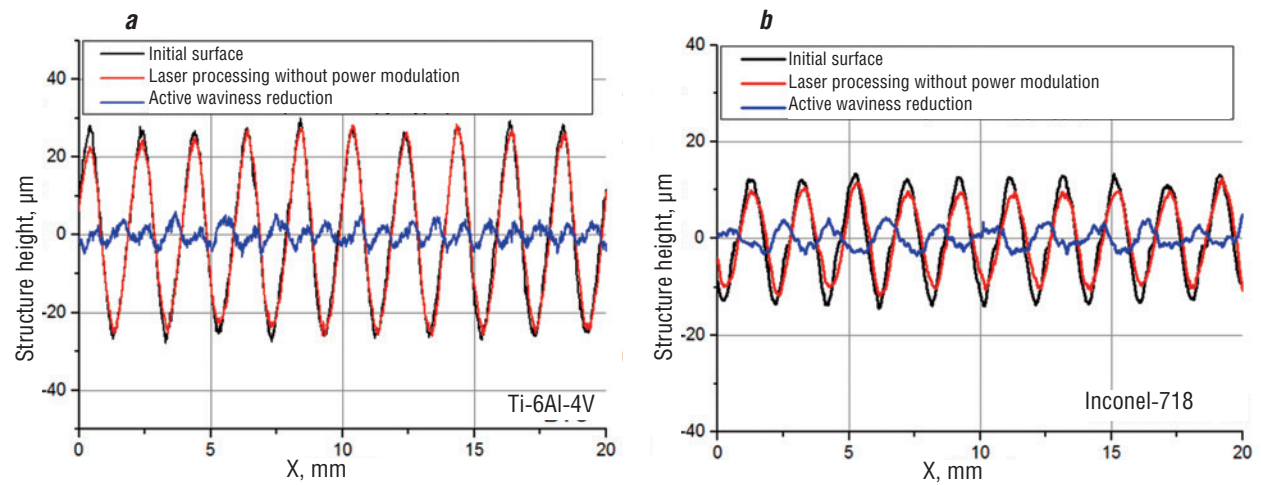 a
Initial surface
Laser processing without power modulation
Active waviness reduction
Structure height, µm
40
20
0
-20
-40
Ti-6Al-4V
0
5
10
15
20
X, mm
b
Initial surface
Laser processing without power modulation
Active waviness reduction
Structure height, µm
40
20
0
-20
-40
Inconel-718
0
5
10
15
20
X, mm